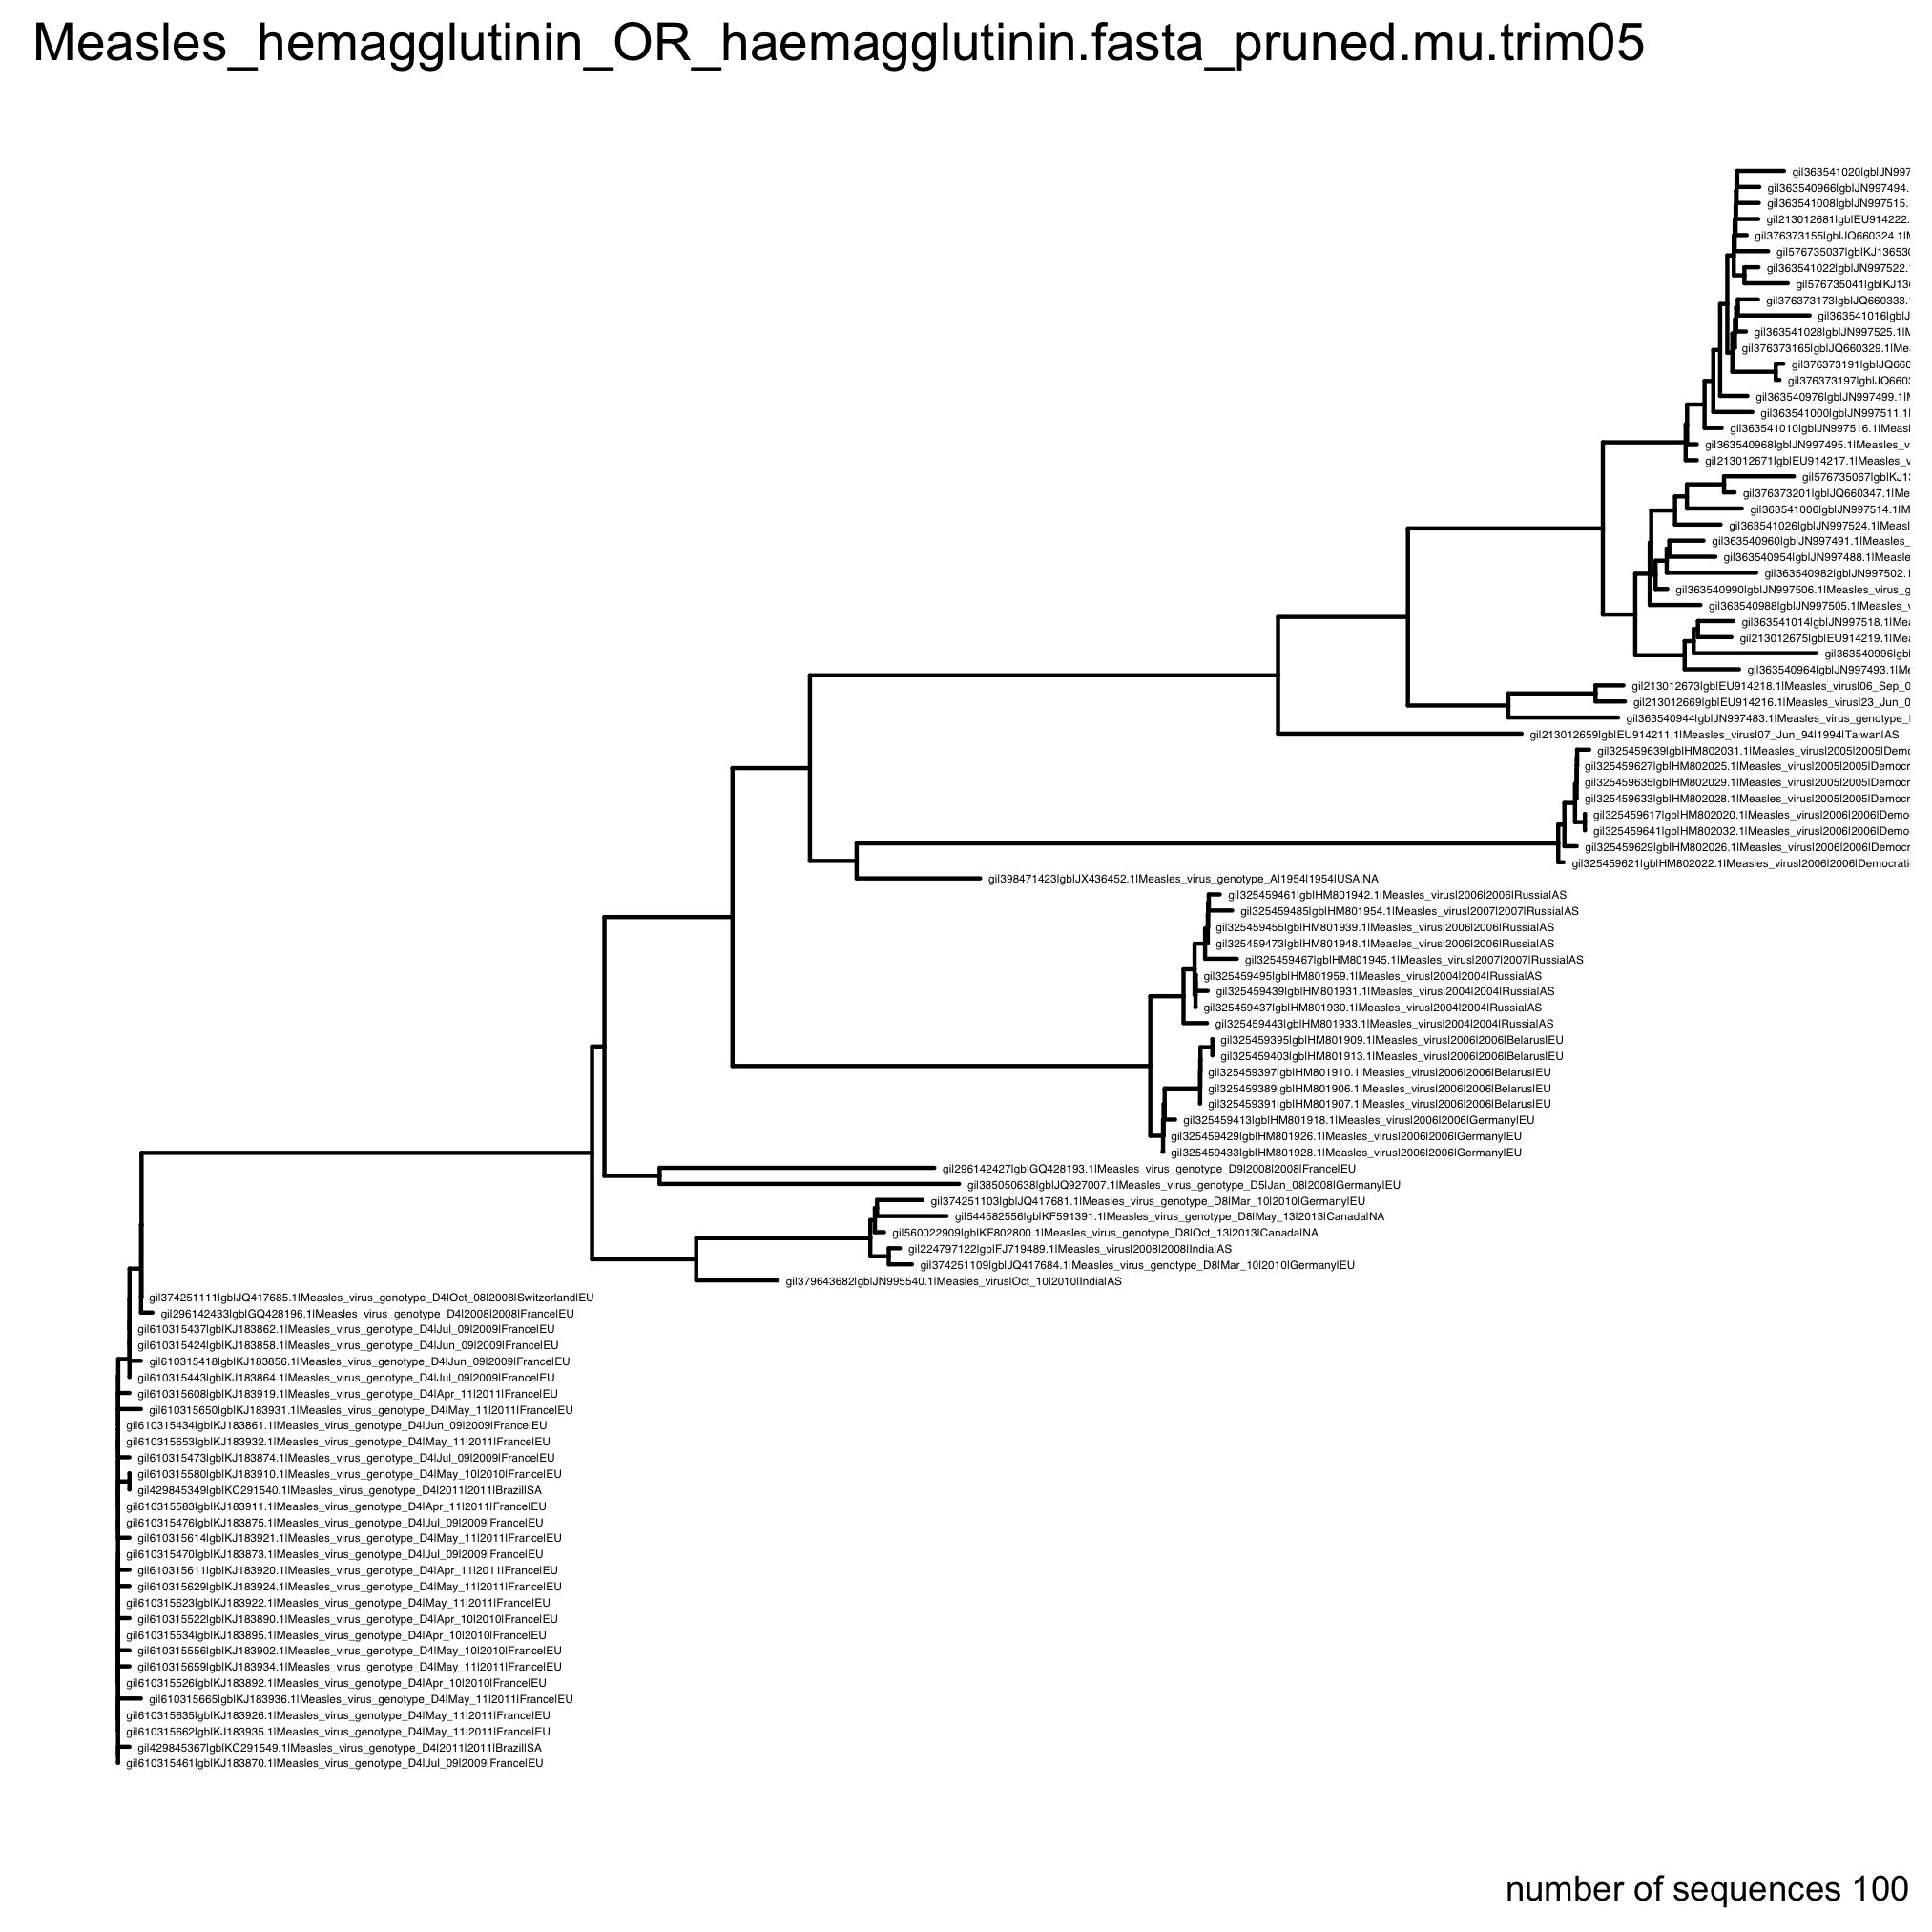 Measles_hemagglutinin_OR_haemagglutinin.fasta_pruned.mu.trim05
gi|363541020|gb|JN997
gi|363540966|gb|JN997494.
gi|363541008|gb|JN997515.
gi|213012681|gb|EU914222.
gi|376373155|gb|JQ660324.1|M
gi|576735037|gb|KJ13653
gi|363541022|gb|JN997522.
gi|576735041|gb|KJ13
gi|376373173|gb|JQ660333.
gi|363541016|gb|J
gi|363541028|gb|JN997525.1|M
gi|376373165|gb|JQ660329.1|Me
gi|376373191|gb|JQ660
gi|376373197|gb|JQ660
gi|363540976|gb|JN997499.1|M
gi|363541000|gb|JN997511.1|
gi|363541010|gb|JN997516.1|Measl
gi|363540968|gb|JN997495.1|Measles_v
gi|213012671|gb|EU914217.1|Measles_v
gi|576735067|gb|KJ1
gi|376373201|gb|JQ660347.1|Me
gi|363541006|gb|JN997514.1|M
gi|363541026|gb|JN997524.1|Measl
gi|363540960|gb|JN997491.1|Measles_
gi|363540954|gb|JN997488.1|Measle
gi|363540982|gb|JN997502.1
gi|363540990|gb|JN997506.1|Measles_virus_g
gi|363540988|gb|JN997505.1|Measles_v
gi|363541014|gb|JN997518.1|Mea
gi|213012675|gb|EU914219.1|Mea
gi|363540996|gb|
gi|363540964|gb|JN997493.1|Me
gi|213012673|gb|EU914218.1|Measles_virus|06_Sep_0
gi|213012669|gb|EU914216.1|Measles_virus|23_Jun_0
gi|363540944|gb|JN997483.1|Measles_virus_genotype_
gi|213012659|gb|EU914211.1|Measles_virus|07_Jun_94|1994|Taiwan|AS
gi|325459639|gb|HM802031.1|Measles_virus|2005|2005|Demo
gi|325459627|gb|HM802025.1|Measles_virus|2005|2005|Democr
gi|325459635|gb|HM802029.1|Measles_virus|2005|2005|Democr
gi|325459633|gb|HM802028.1|Measles_virus|2005|2005|Democr
gi|325459617|gb|HM802020.1|Measles_virus|2006|2006|Demo
gi|325459641|gb|HM802032.1|Measles_virus|2006|2006|Demo
gi|325459629|gb|HM802026.1|Measles_virus|2006|2006|Democr
gi|325459621|gb|HM802022.1|Measles_virus|2006|2006|Democrati
gi|398471423|gb|JX436452.1|Measles_virus_genotype_A|1954|1954|USA|NA
gi|325459461|gb|HM801942.1|Measles_virus|2006|2006|Russia|AS
gi|325459485|gb|HM801954.1|Measles_virus|2007|2007|Russia|AS
gi|325459455|gb|HM801939.1|Measles_virus|2006|2006|Russia|AS
gi|325459473|gb|HM801948.1|Measles_virus|2006|2006|Russia|AS
gi|325459467|gb|HM801945.1|Measles_virus|2007|2007|Russia|AS
gi|325459495|gb|HM801959.1|Measles_virus|2004|2004|Russia|AS
gi|325459439|gb|HM801931.1|Measles_virus|2004|2004|Russia|AS
gi|325459437|gb|HM801930.1|Measles_virus|2004|2004|Russia|AS
gi|325459443|gb|HM801933.1|Measles_virus|2004|2004|Russia|AS
gi|325459395|gb|HM801909.1|Measles_virus|2006|2006|Belarus|EU
gi|325459403|gb|HM801913.1|Measles_virus|2006|2006|Belarus|EU
gi|325459397|gb|HM801910.1|Measles_virus|2006|2006|Belarus|EU
gi|325459389|gb|HM801906.1|Measles_virus|2006|2006|Belarus|EU
gi|325459391|gb|HM801907.1|Measles_virus|2006|2006|Belarus|EU
gi|325459413|gb|HM801918.1|Measles_virus|2006|2006|Germany|EU
gi|325459429|gb|HM801926.1|Measles_virus|2006|2006|Germany|EU
gi|325459433|gb|HM801928.1|Measles_virus|2006|2006|Germany|EU
gi|296142427|gb|GQ428193.1|Measles_virus_genotype_D9|2008|2008|France|EU
gi|385050638|gb|JQ927007.1|Measles_virus_genotype_D5|Jan_08|2008|Germany|EU
gi|374251103|gb|JQ417681.1|Measles_virus_genotype_D8|Mar_10|2010|Germany|EU
gi|544582556|gb|KF591391.1|Measles_virus_genotype_D8|May_13|2013|Canada|NA
gi|560022909|gb|KF802800.1|Measles_virus_genotype_D8|Oct_13|2013|Canada|NA
gi|224797122|gb|FJ719489.1|Measles_virus|2008|2008|India|AS
gi|374251109|gb|JQ417684.1|Measles_virus_genotype_D8|Mar_10|2010|Germany|EU
gi|379643682|gb|JN995540.1|Measles_virus|Oct_10|2010|India|AS
gi|374251111|gb|JQ417685.1|Measles_virus_genotype_D4|Oct_08|2008|Switzerland|EU
gi|296142433|gb|GQ428196.1|Measles_virus_genotype_D4|2008|2008|France|EU
gi|610315437|gb|KJ183862.1|Measles_virus_genotype_D4|Jul_09|2009|France|EU
gi|610315424|gb|KJ183858.1|Measles_virus_genotype_D4|Jun_09|2009|France|EU
gi|610315418|gb|KJ183856.1|Measles_virus_genotype_D4|Jun_09|2009|France|EU
gi|610315443|gb|KJ183864.1|Measles_virus_genotype_D4|Jul_09|2009|France|EU
gi|610315608|gb|KJ183919.1|Measles_virus_genotype_D4|Apr_11|2011|France|EU
gi|610315650|gb|KJ183931.1|Measles_virus_genotype_D4|May_11|2011|France|EU
gi|610315434|gb|KJ183861.1|Measles_virus_genotype_D4|Jun_09|2009|France|EU
gi|610315653|gb|KJ183932.1|Measles_virus_genotype_D4|May_11|2011|France|EU
gi|610315473|gb|KJ183874.1|Measles_virus_genotype_D4|Jul_09|2009|France|EU
gi|610315580|gb|KJ183910.1|Measles_virus_genotype_D4|May_10|2010|France|EU
gi|429845349|gb|KC291540.1|Measles_virus_genotype_D4|2011|2011|Brazil|SA
gi|610315583|gb|KJ183911.1|Measles_virus_genotype_D4|Apr_11|2011|France|EU
gi|610315476|gb|KJ183875.1|Measles_virus_genotype_D4|Jul_09|2009|France|EU
gi|610315614|gb|KJ183921.1|Measles_virus_genotype_D4|May_11|2011|France|EU
gi|610315470|gb|KJ183873.1|Measles_virus_genotype_D4|Jul_09|2009|France|EU
gi|610315611|gb|KJ183920.1|Measles_virus_genotype_D4|Apr_11|2011|France|EU
gi|610315629|gb|KJ183924.1|Measles_virus_genotype_D4|May_11|2011|France|EU
gi|610315623|gb|KJ183922.1|Measles_virus_genotype_D4|May_11|2011|France|EU
gi|610315522|gb|KJ183890.1|Measles_virus_genotype_D4|Apr_10|2010|France|EU
gi|610315534|gb|KJ183895.1|Measles_virus_genotype_D4|Apr_10|2010|France|EU
gi|610315556|gb|KJ183902.1|Measles_virus_genotype_D4|May_10|2010|France|EU
gi|610315659|gb|KJ183934.1|Measles_virus_genotype_D4|May_11|2011|France|EU
gi|610315526|gb|KJ183892.1|Measles_virus_genotype_D4|Apr_10|2010|France|EU
gi|610315665|gb|KJ183936.1|Measles_virus_genotype_D4|May_11|2011|France|EU
gi|610315635|gb|KJ183926.1|Measles_virus_genotype_D4|May_11|2011|France|EU
gi|610315662|gb|KJ183935.1|Measles_virus_genotype_D4|May_11|2011|France|EU
gi|429845367|gb|KC291549.1|Measles_virus_genotype_D4|2011|2011|Brazil|SA
gi|610315461|gb|KJ183870.1|Measles_virus_genotype_D4|Jul_09|2009|France|EU
number of sequences 100